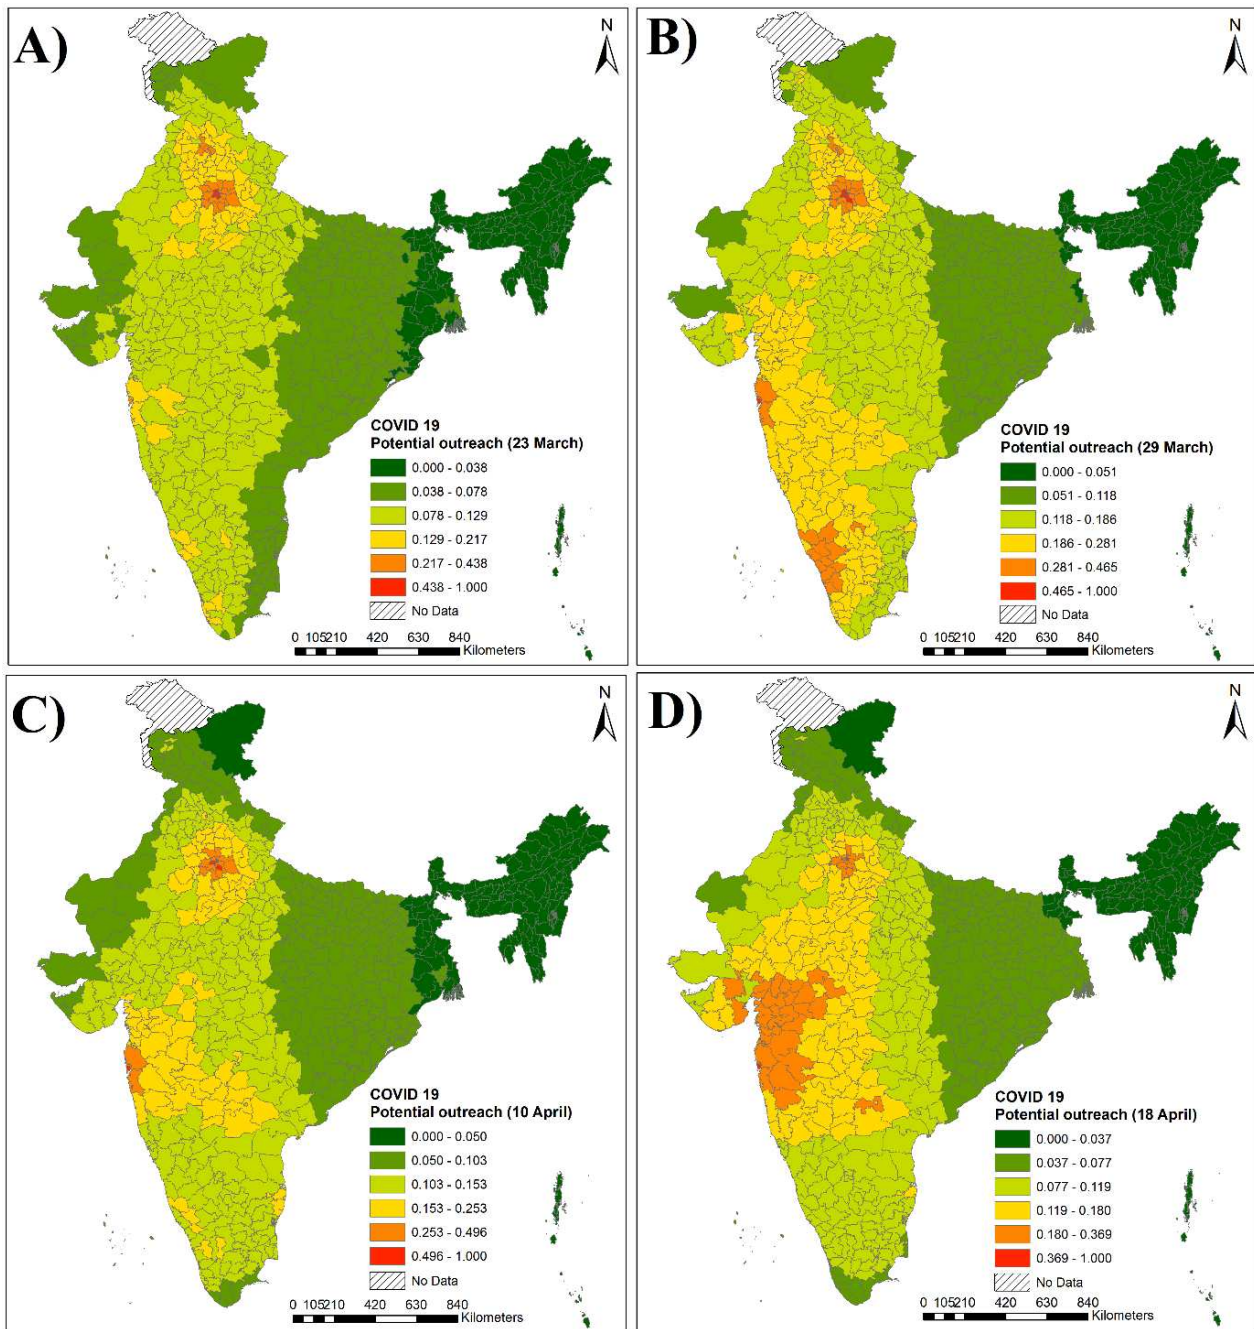 A)
N
COVID 19
Potential outreach (23 March)
0.000 - 0.038
0.038 - 0.078
0.078 - 0.129
0.129 - 0.217
0.217 - 0.438
0.438 - 1.000
No Data
0 105210 420 630 840
Kilometers
B)
N
COVID 19
Potential outreach (29 March)
0.000 - 0.051
0.051 - 0.118
0.118 - 0.186
0.186 - 0.281
0.281 - 0.465
0.465 - 1.000
No Data
0 105210 420 630 840
Kilometers
C)
N
COVID 19
Potential outreach (10 April)
0.000 - 0.050
0.050 - 0.103
0.103 - 0.153
0.153 - 0.253
0.253 - 0.496
0.496 - 1.000
No Data
0 105210 420 630 840
Kilometers
D)
N
COVID 19
Potential outreach (18 April)
0.000 - 0.037
0.037 - 0.077
0.077 - 0.119
0.119 - 0.180
0.180 - 0.369
0.369 - 1.000
No Data
0 105210 420 630 840
Kilometers